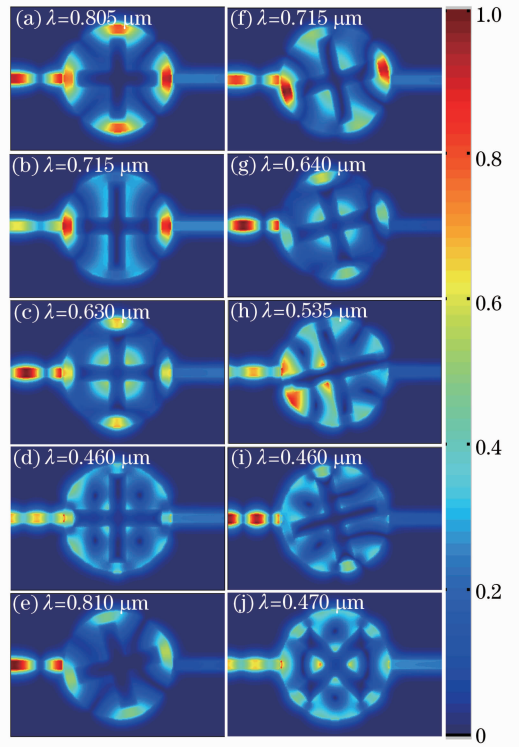 (a) λ=0.805 μm
(f) λ=0.715 μm
(b) λ=0.715 μm
(g) λ=0.640 μm
(c) λ=0.630 μm
(h) λ=0.535 μm
(d) λ=0.460 μm
(i) λ=0.460 μm
(e) λ=0.810 μm
(j) λ=0.470 μm
1.0
0.8
0.6
0.4
0.2
0